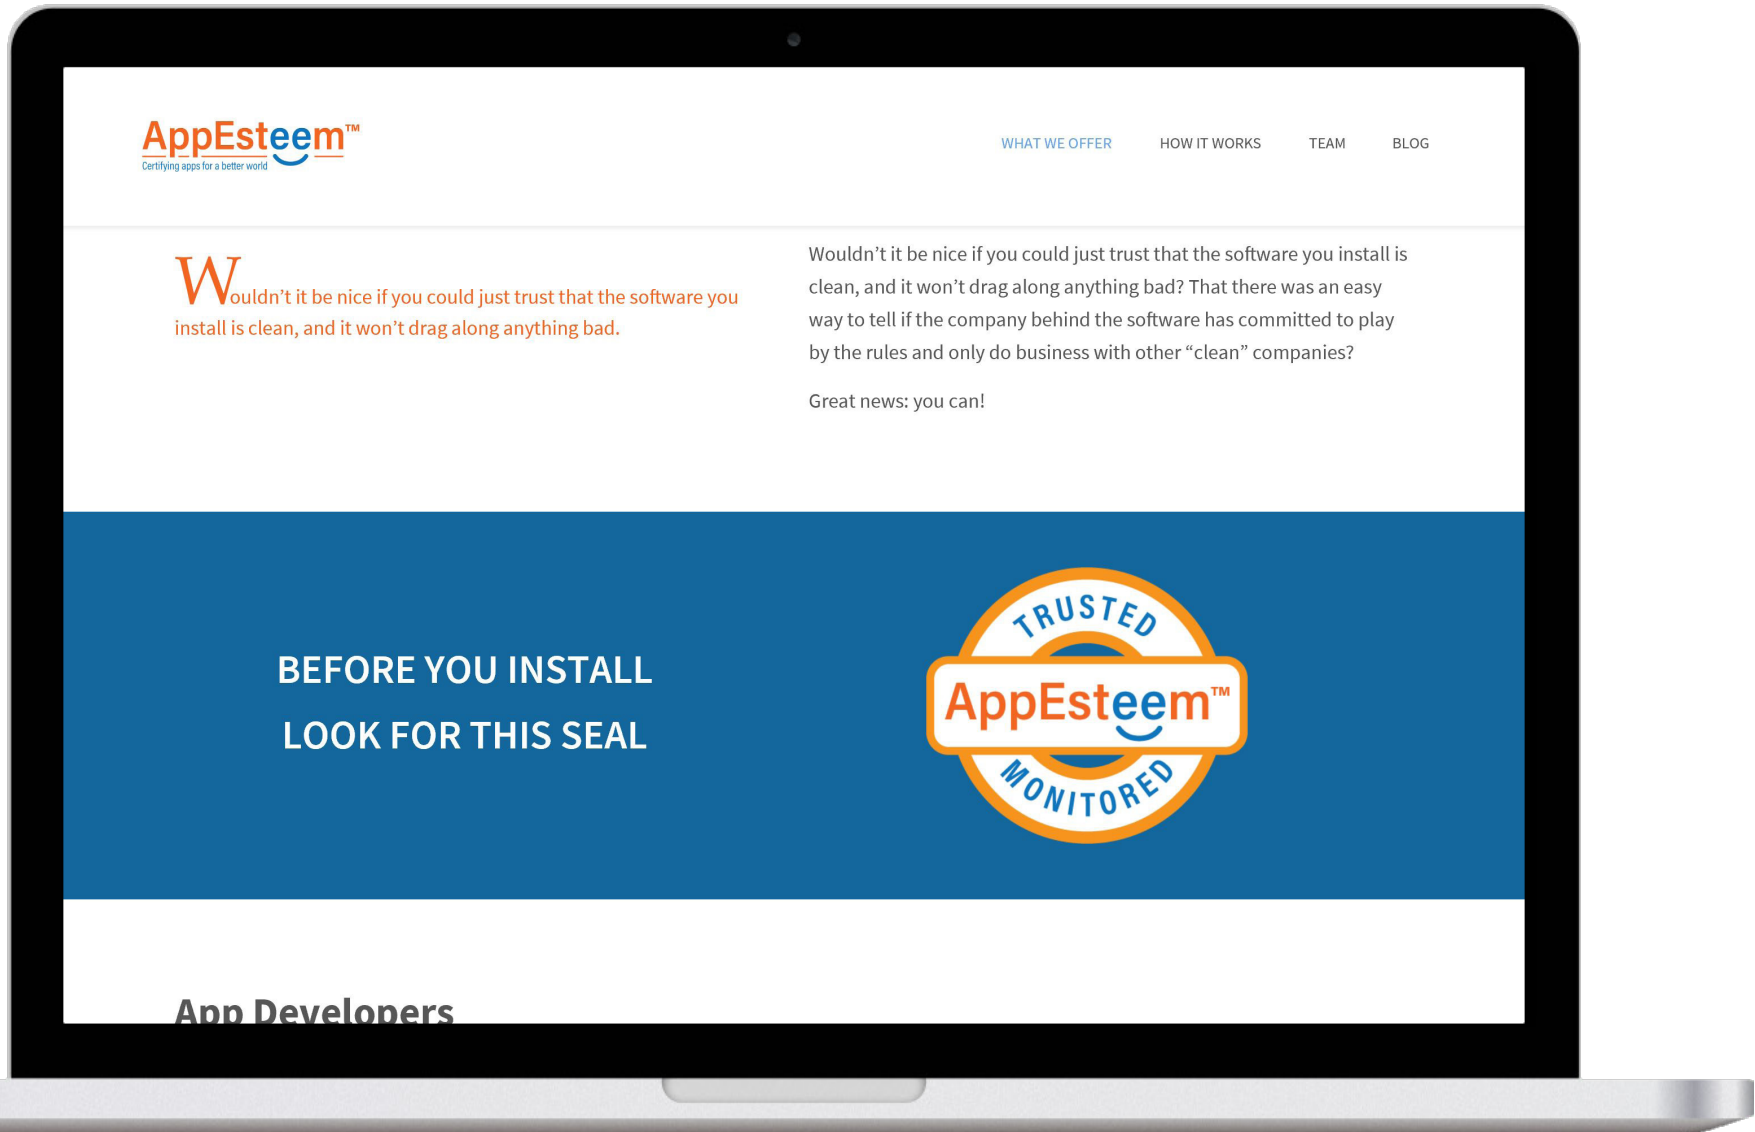 AppEsteem™
Certifying apps for a better world
WHAT WE OFFER
HOW IT WORKS
TEAM
BLOG
Wouldn’t it be nice if you could just trust that the software you
install is clean, and it won’t drag along anything bad.
Wouldn’t it be nice if you could just trust that the software you install is
clean, and it won’t drag along anything bad? That there was an easy
way to tell if the company behind the software has committed to play
by the rules and only do business with other “clean” companies?
Great news: you can!
BEFORE YOU INSTALL
LOOK FOR THIS SEAL
TRUSTED
AppEsteem™
MONITORED
App Developers